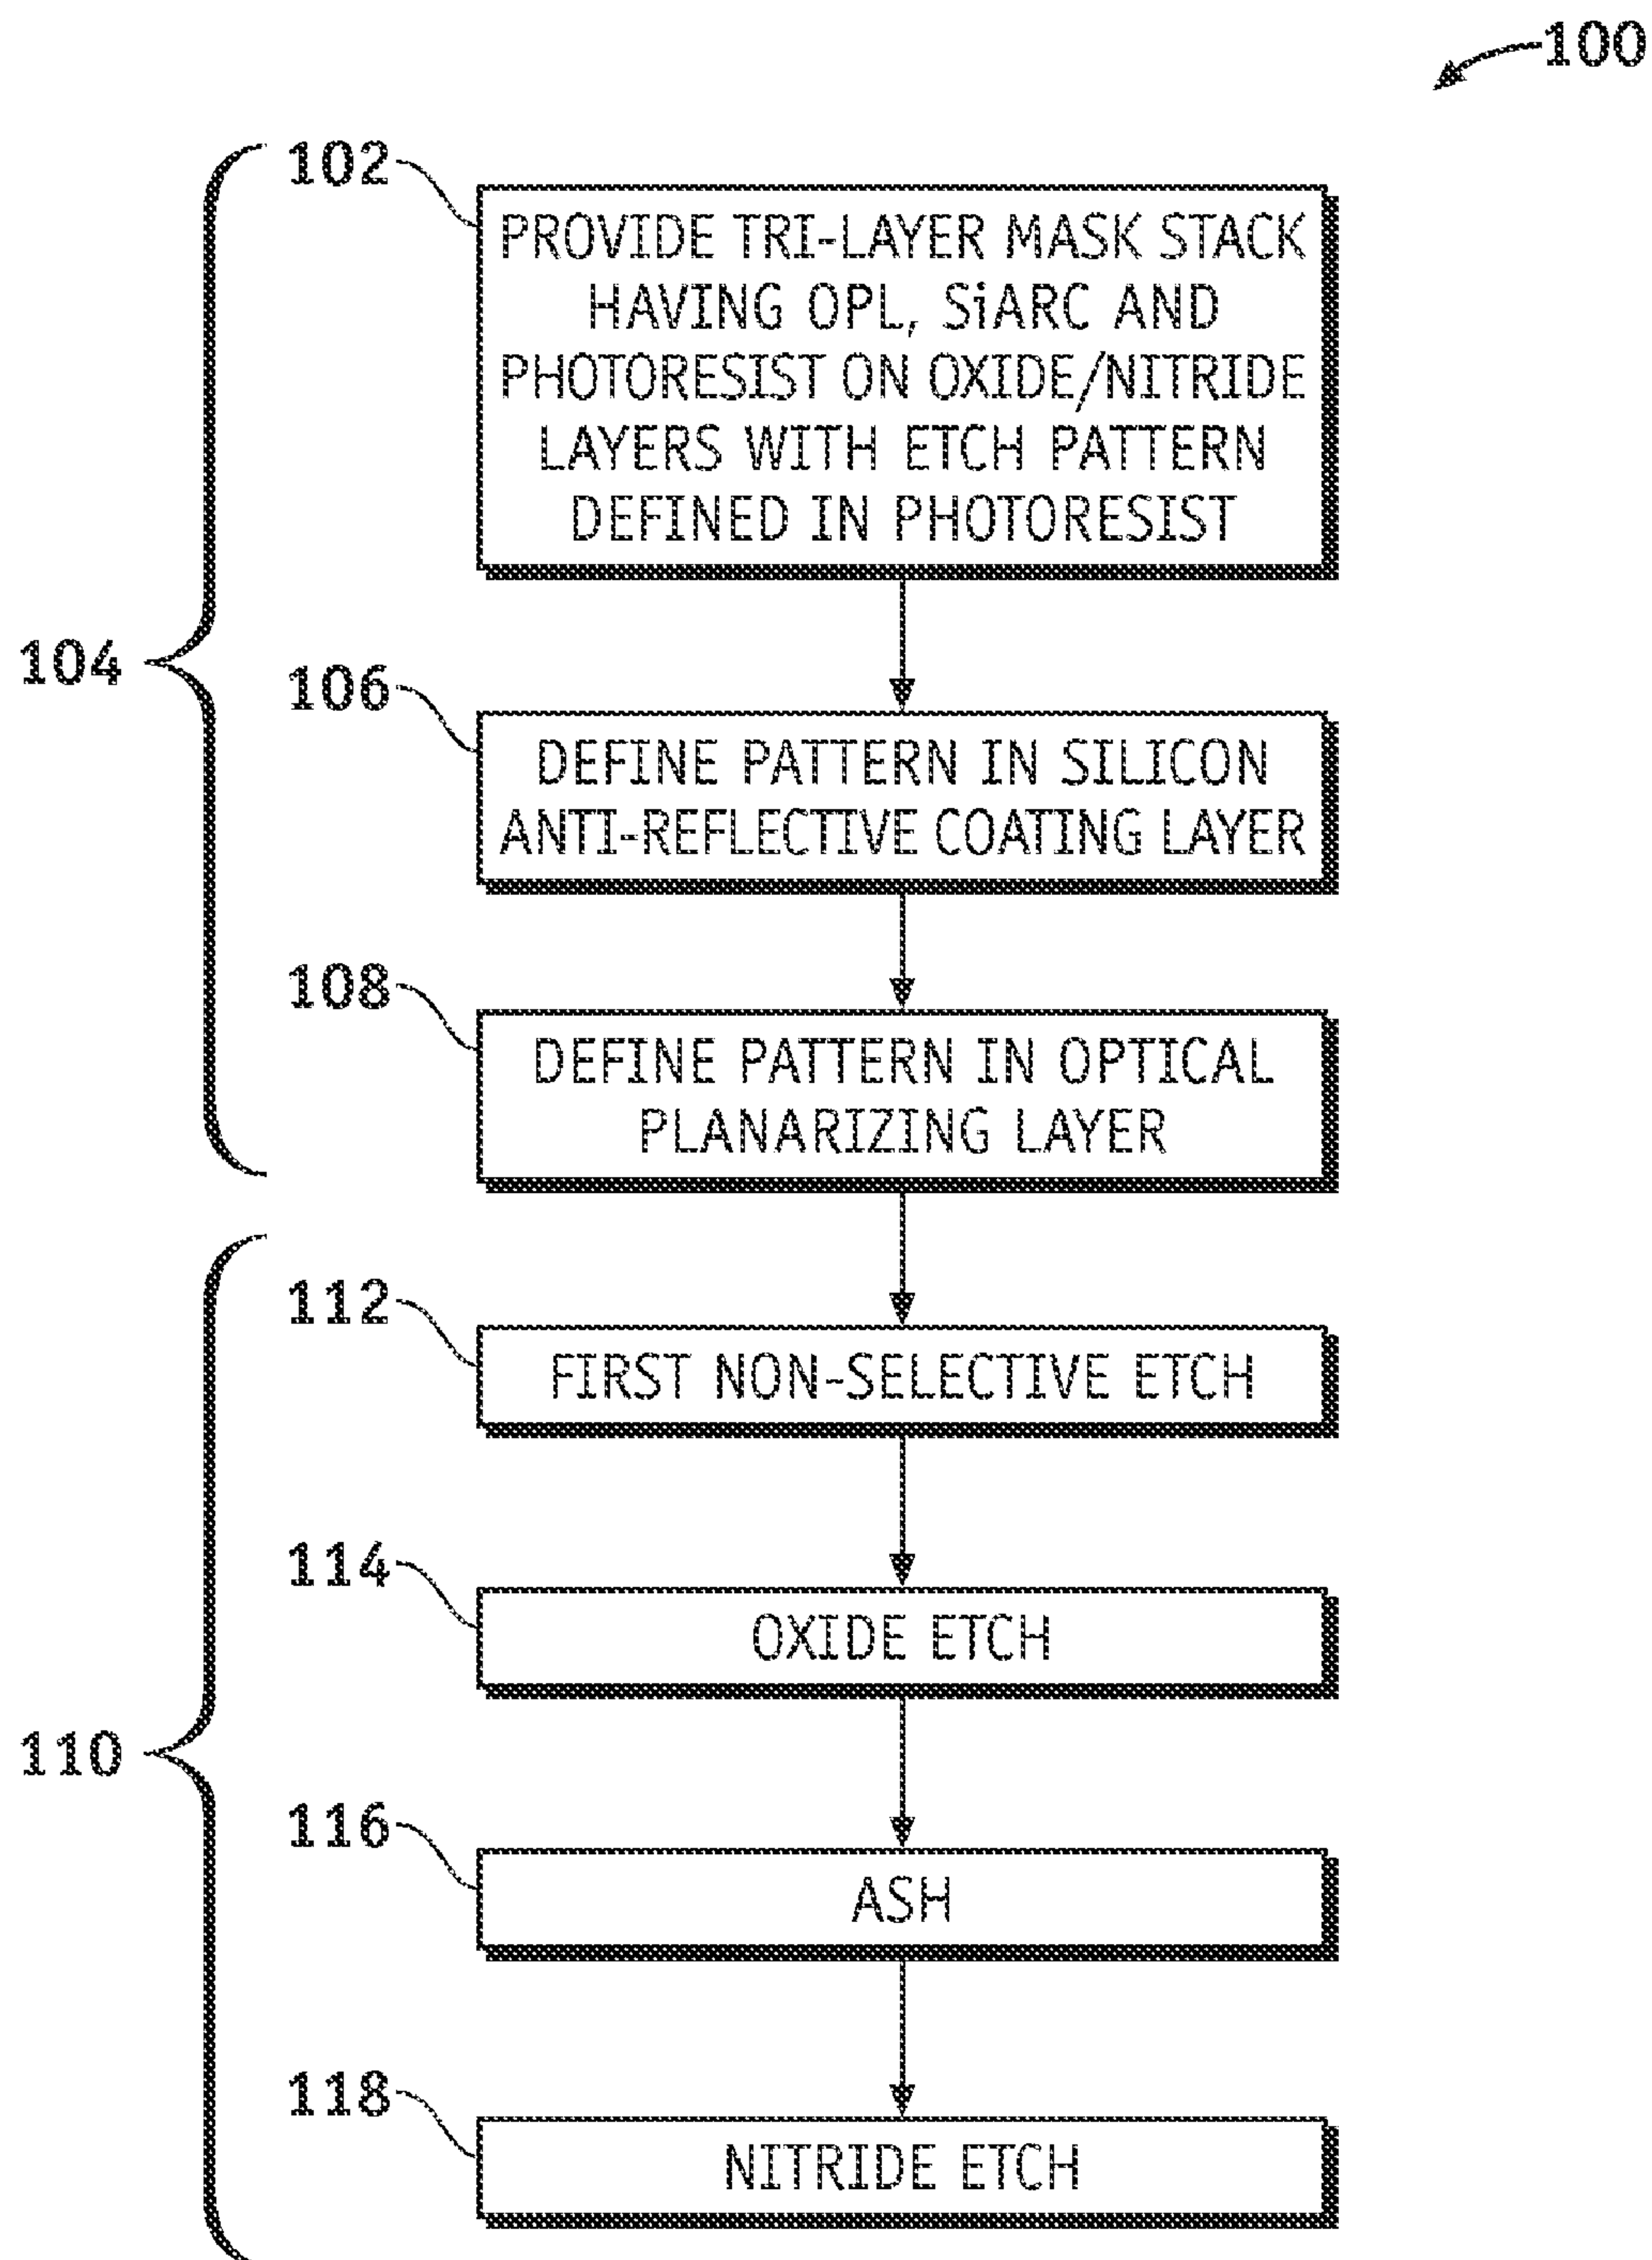 100
102
PROVIDE TRI-LAYER MASK STACK
HAVING OPL, SiARC AND
PHOTORESIST ON OXIDE/NITRIDE
LAYERS WITH ETCH PATTERN
DEFINED IN PHOTORESIST
104
106
DEFINE PATTERN IN SILICON
ANTI-REFLECTIVE COATING LAYER
108
DEFINE PATTERN IN OPTICAL
PLANARIZING LAYER
112
FIRST NON-SELECTIVE ETCH
114
OXIDE ETCH
110
116
ASH
118
NITRIDE ETCH